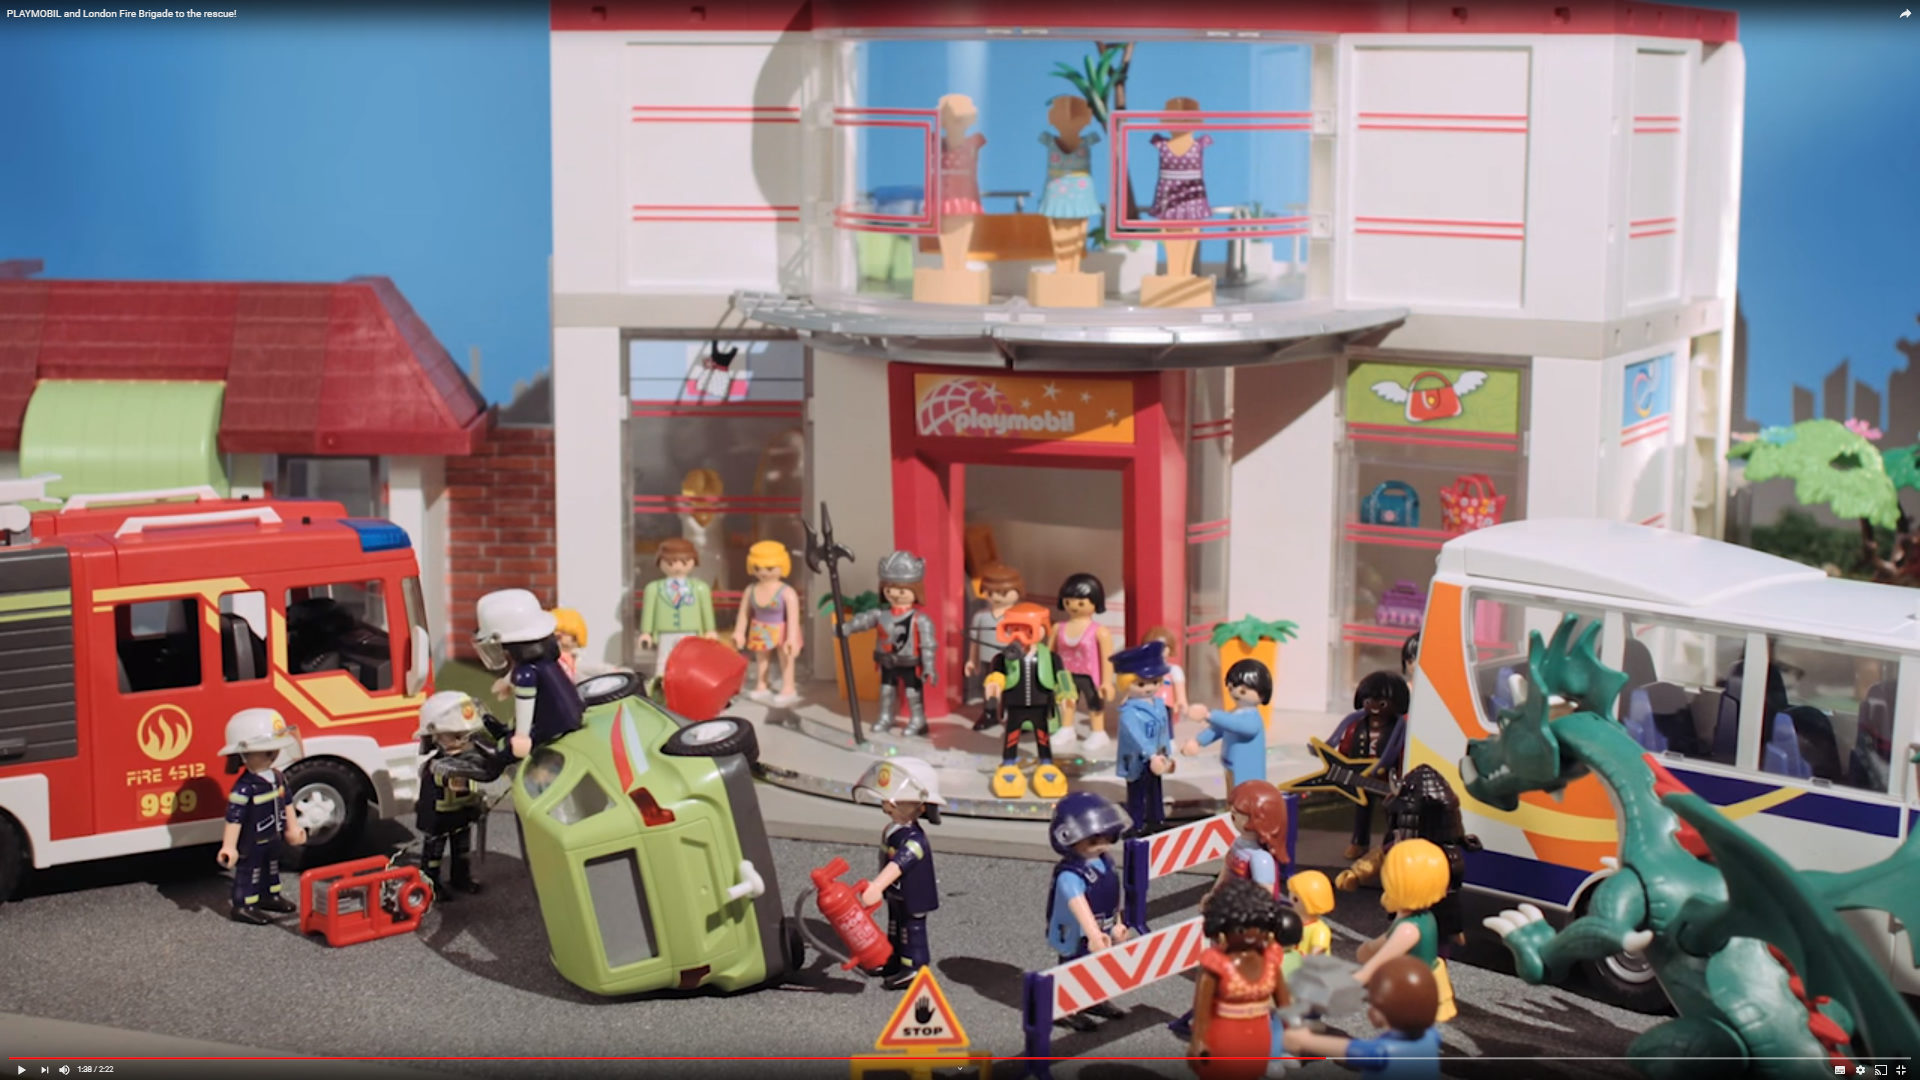 PLAYMOBIL and London Fire Brigade to the rescue!
playmobil
FIRE 4512
999
STOP
1:38 / 2:22